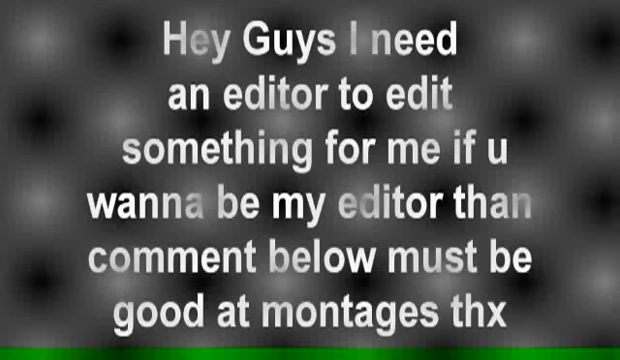 Hey Guys I need
an editor to edit
something for me if u
wanna be my editor than
comment below must be
good at montages thx